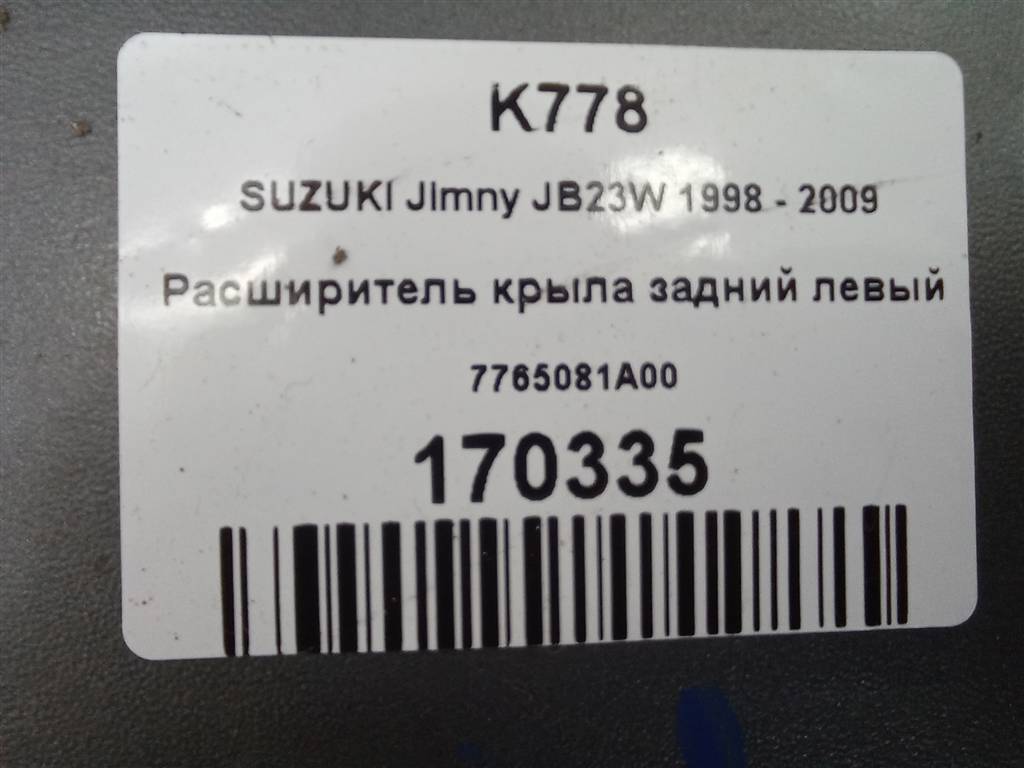 K778
SUZUKI JImny JB23W 1998 - 2009
Расширитель крыла задний левый
7765081A00
170335